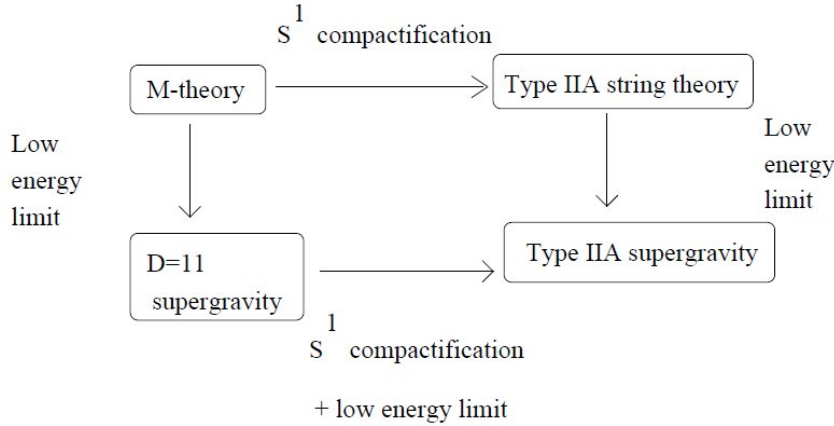 S¹ compactification
M-theory
Type IIA string theory
Low
energy
limit
Low
energy
limit
D=11
supergravity
Type IIA supergravity
S¹ compactification
+ low energy limit